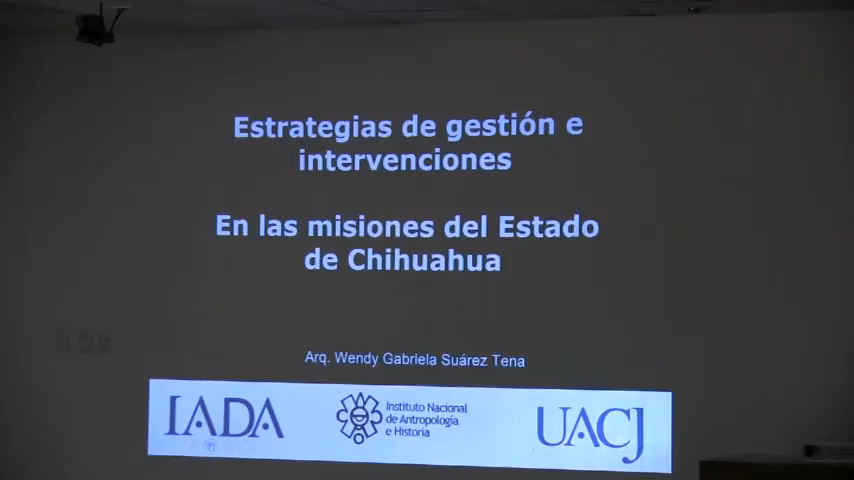 Estrategias de gestión e
intervenciones
En las misiones del Estado
de Chihuahua
Arq. Wendy Gabriela Suárez Tena
IADA
Instituto Nacional
de Antropología
e Historia
UACJ